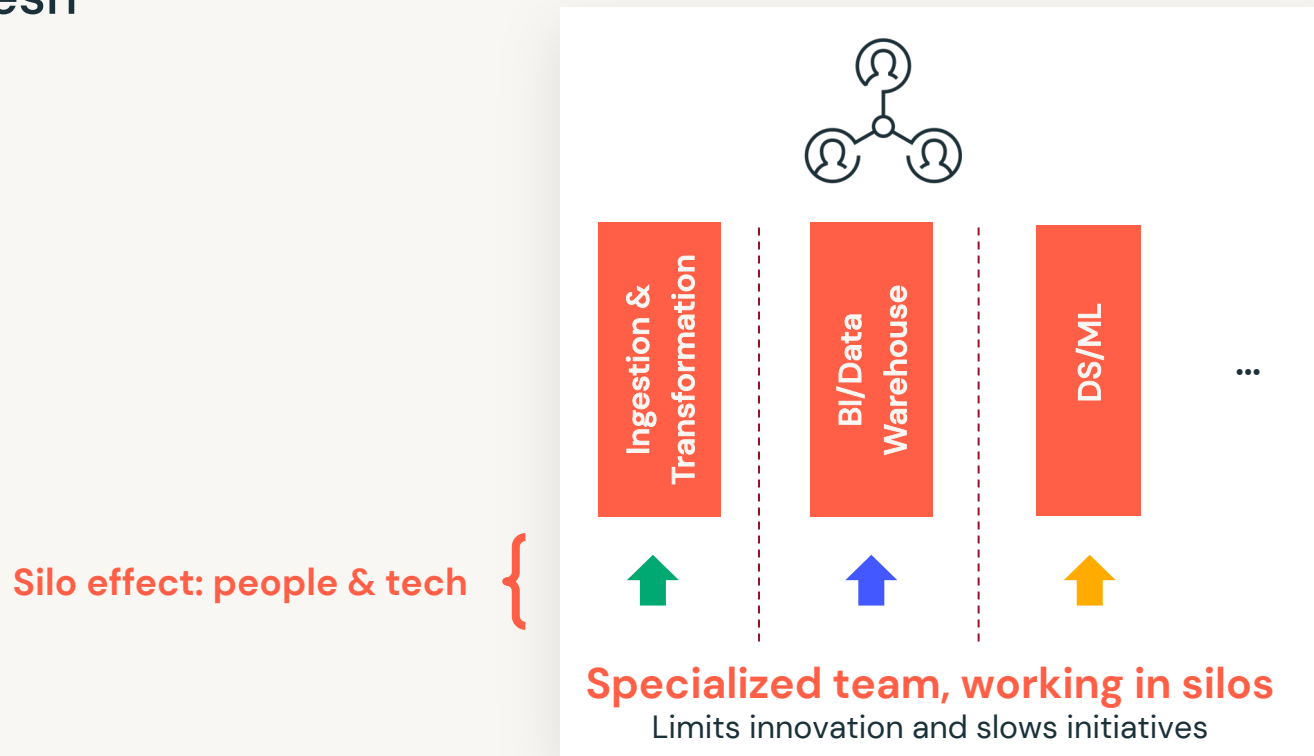 Ingestion &
Transformation
BI/Data
Warehouse
DS/ML
...
Silo effect: people & tech
Specialized team, working in silos
Limits innovation and slows initiatives